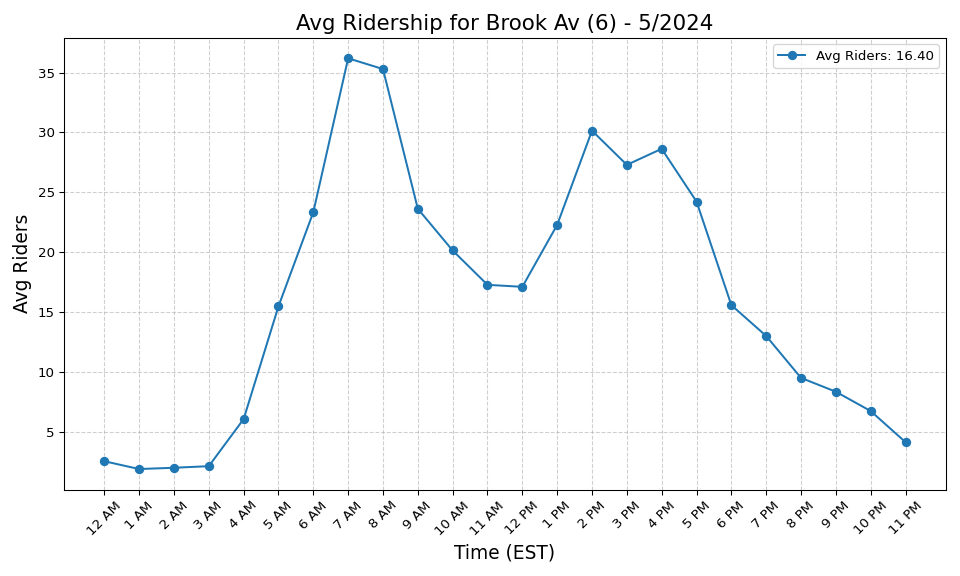 Avg Ridership for Brook Av (6) - 5/2024
Avg Riders: 16.40
Avg Riders
35
30
25
20
15
10
5
12 AM
1 AM
2 AM
3 AM
4 AM
5 AM
6 AM
7 AM
8 AM
9 AM
10 AM
11 AM
12 PM
1 PM
2 PM
3 PM
4 PM
5 PM
6 PM
7 PM
8 PM
9 PM
10 PM
11 PM
Time (EST)